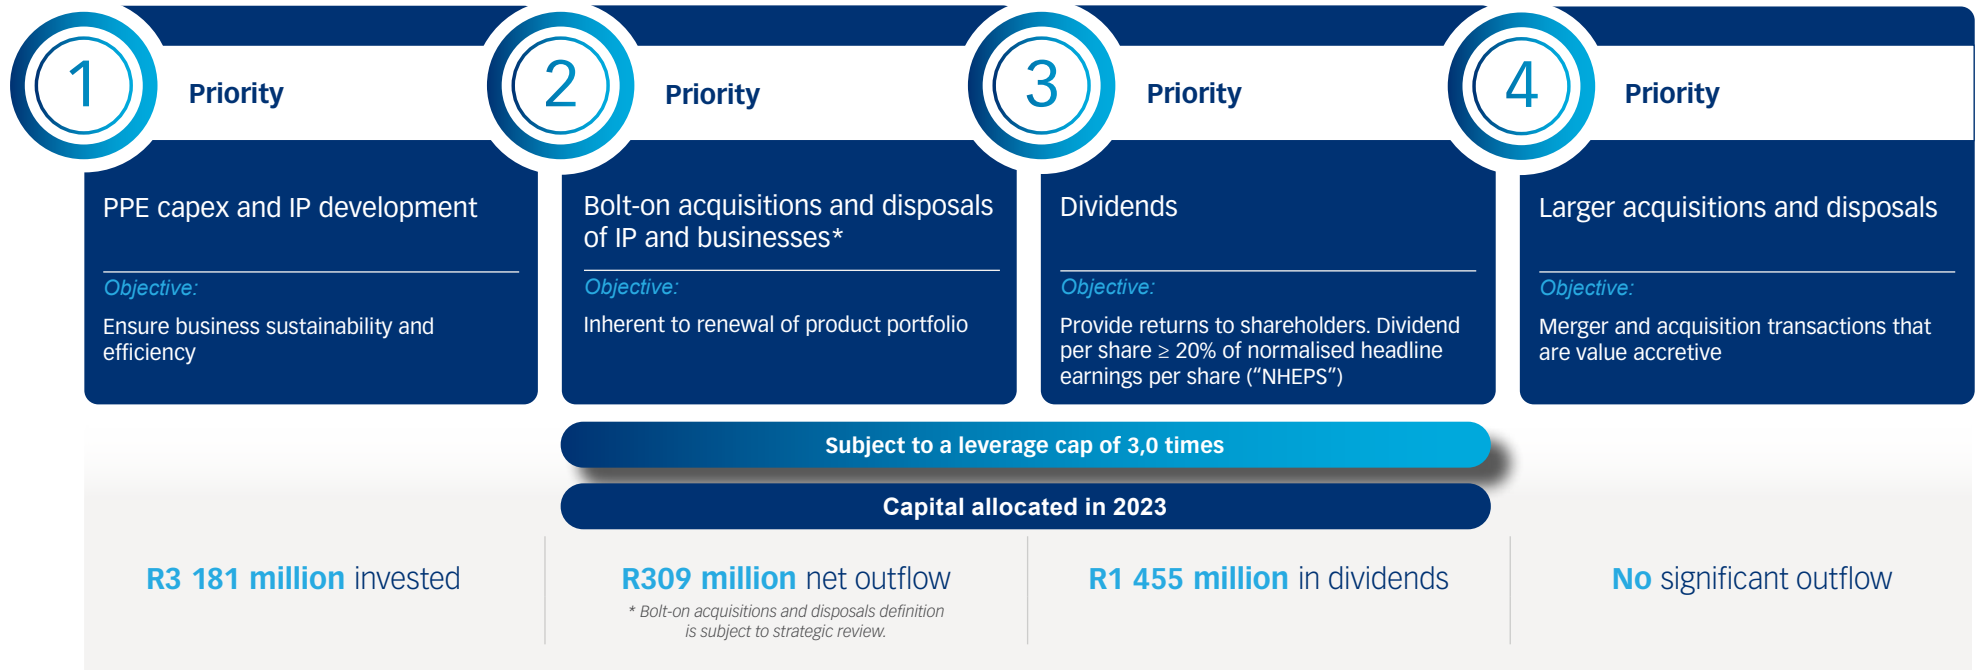 1
Priority
PPE capex and IP development
Objective:
Ensure business sustainability and
efficiency
2
Priority
Bolt-on acquisitions and disposals
of IP and businesses*
Objective:
Inherent to renewal of product portfolio
3
Priority
Dividends
Objective:
Provide returns to shareholders. Dividend
per share ≥ 20% of normalised headline
earnings per share (“NHEPS”)
4
Priority
Larger acquisitions and disposals
Objective:
Merger and acquisition transactions that
are value accretive
Subject to a leverage cap of 3,0 times
Capital allocated in 2023
R3 181 million invested
R309 million net outflow
* Bolt-on acquisitions and disposals definition
is subject to strategic review.
R1 455 million in dividends
No significant outflow